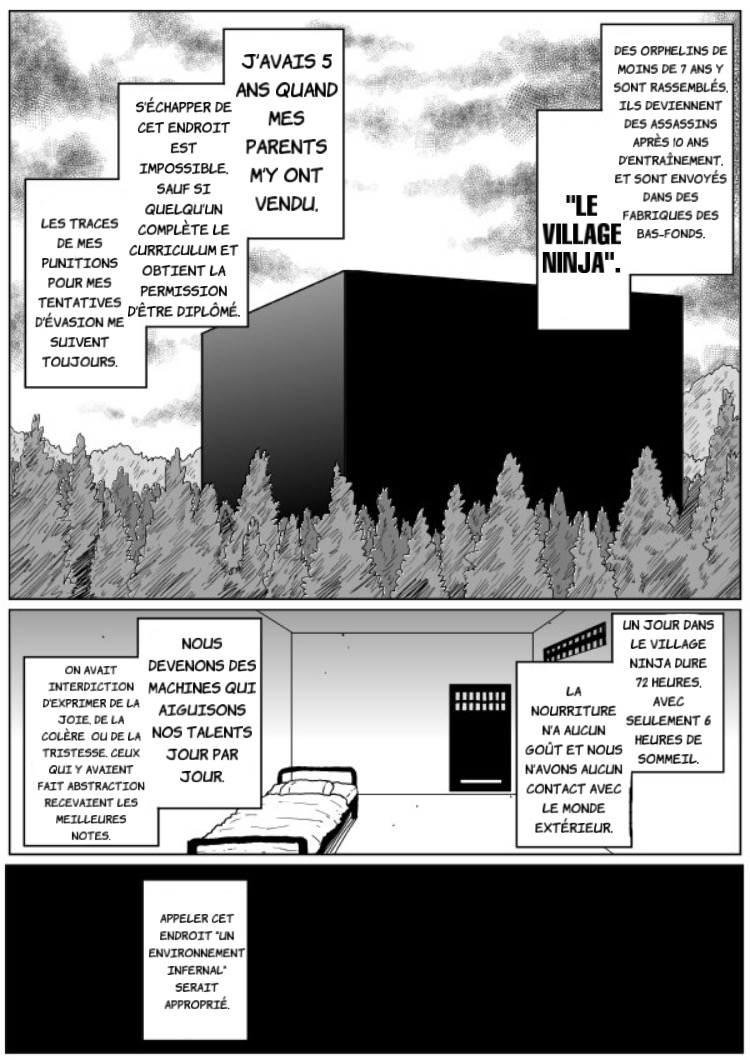 DES ORPHELINS DE
MOINS DE 7 ANS Y
SONT RASSEMBLÉS.
ILS DEVIENNENT
DES ASSASSINS
APRÈS 10 ANS
D'ENTRAÎNEMENT,
ET SONT ENVOYÉS
DANS DES
FABRIQUES DES
BAS-FONDS.
"LE
VILLAGE
NINJA".
J'AVAIS 5
ANS QUAND
MES
PARENTS
M'Y ONT
VENDU.
S'ÉCHAPPER DE
CET ENDROIT
EST
IMPOSSIBLE,
SAUF SI
QUELQU'UN
COMPLÈTE LE
CURRICULUM ET
OBTIENT LA
PERMISSION
D'ÊTRE DIPLÔMÉ.
LES TRACES
DE MES
PUNITIONS
POUR MES
TENTATIVES
D'ÉVASION ME
SUIVENT
TOUJOURS.
UN JOUR DANS
LE VILLAGE
NINJA DURE
72 HEURES,
AVEC
SEULEMENT 6
HEURES DE
SOMMEIL.
LA
NOURRITURE
N'A AUCUN
GOÛT ET NOUS
N'AVONS AUCUN
CONTACT AVEC
LE MONDE
EXTÉRIEUR.
NOUS
DEVENONS DES
MACHINES QUI
AIGUISONS
NOS TALENTS
JOUR PAR
JOUR.
ON AVAIT
INTERDICTION
D'EXPRIMER DE LA
JOIE, DE LA
COLÈRE OU DE LA
TRISTESSE. CEUX
QUI Y AVAIENT
FAIT ABSTRACTION
RECEVAIENT LES
MEILLEURES
NOTES.
APPELER CET
ENDROIT "UN
ENVIRONNEMENT
INFERNAL"
SERAIT
APPROPRIÉ.